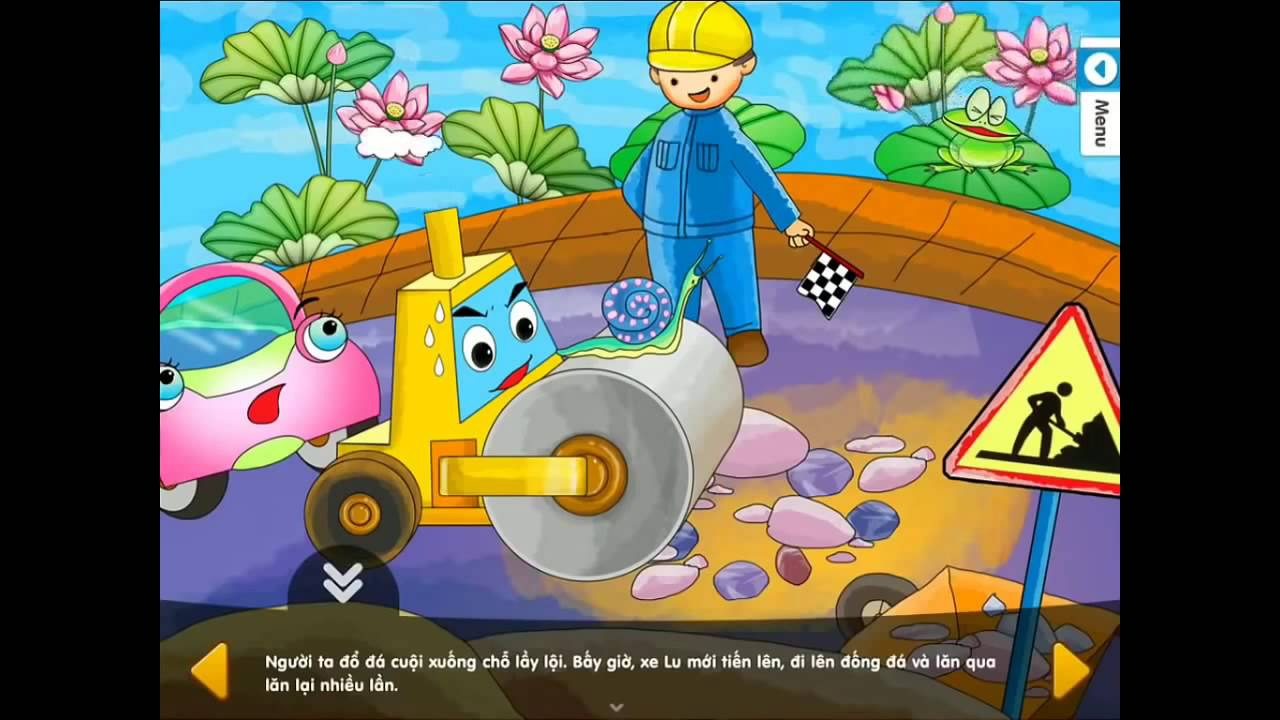 Menu
Người ta đổ đá cuội xuống chỗ lầy lội. Bấy giờ, xe Lu mới tiến lên, đi lên đống đá và lăn qua
lăn lại nhiều lần.